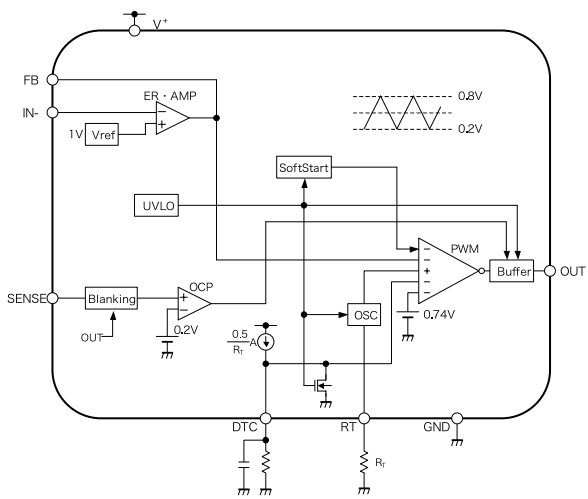 V+
FB
ER・AMP
IN-
1V
Vref
0.8V
0.2V
SoftStart
UVLO
PWM
Buffer
OUT
SENSE
Blanking
OCP
OUT
0.2V
0.5
RT
A
OSC
0.74V
DTC
RT
GND
RT